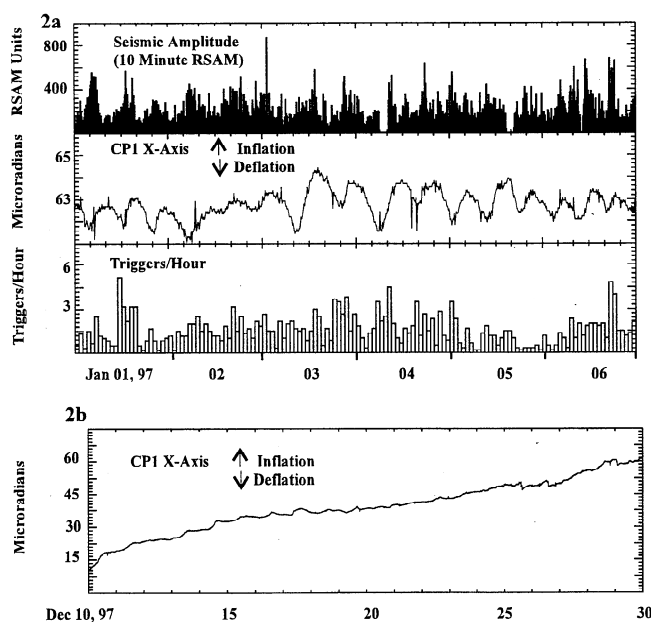 2a
Seismic Amplitude
(10 Minute RSAM)
RSAM Units
800
400
CP1 X-Axis
Inflation
Deflation
Microradians
65
63
Triggers/Hour
Triggers/Hour
6
3
Jan 01, 97 02 03 04 05 06
2b
CP1 X-Axis
Inflation
Deflation
Microradians
60
45
30
15
Dec 10, 97 15 20 25 30